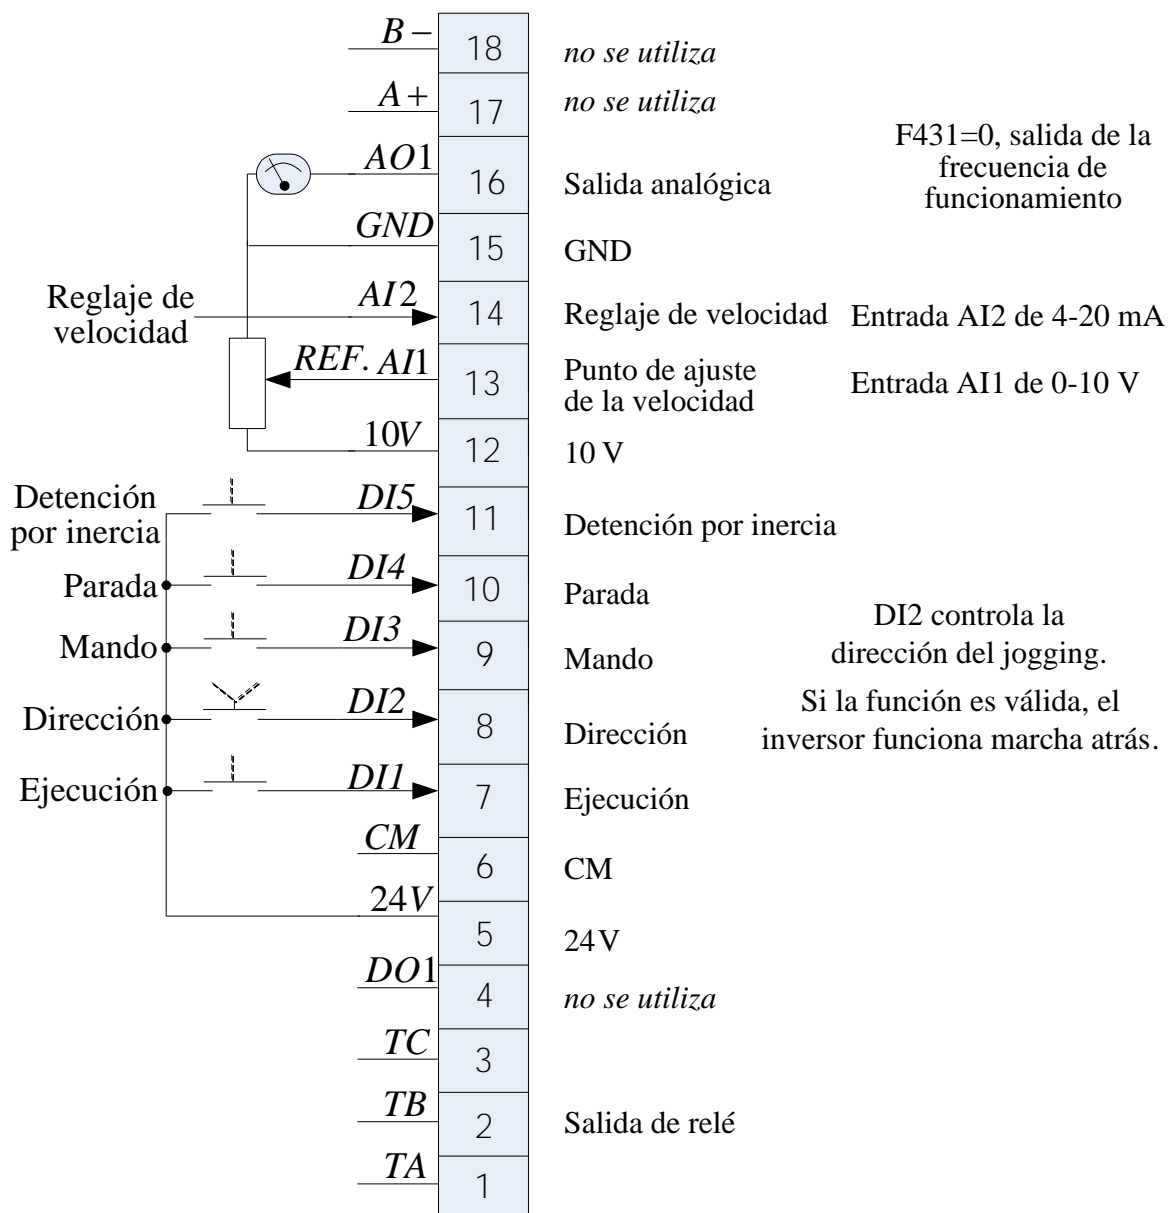 B−
18
no se utiliza
A+
17
no se utiliza
F431=0, salida de la
frecuencia de
funcionamiento
AO1
16
Salida analógica
GND
15
GND
Reglaje de
velocidad
AI2
14
Reglaje de velocidad
Entrada AI2 de 4-20 mA
REF. AI1
13
Punto de ajuste
de la velocidad
Entrada AI1 de 0-10 V
10V
12
10 V
Detención
por inercia
DI5
11
Detención por inercia
Parada
DI4
10
Parada
Mando
DI3
9
Mando
DI2 controla la
dirección del jogging.
Dirección
DI2
8
Dirección
Si la función es válida, el
inversor funciona marcha atrás.
Ejecución
DI1
7
Ejecución
CM
6
CM
24V
5
24V
DO1
4
no se utiliza
TC
3
TB
2
Salida de relé
TA
1